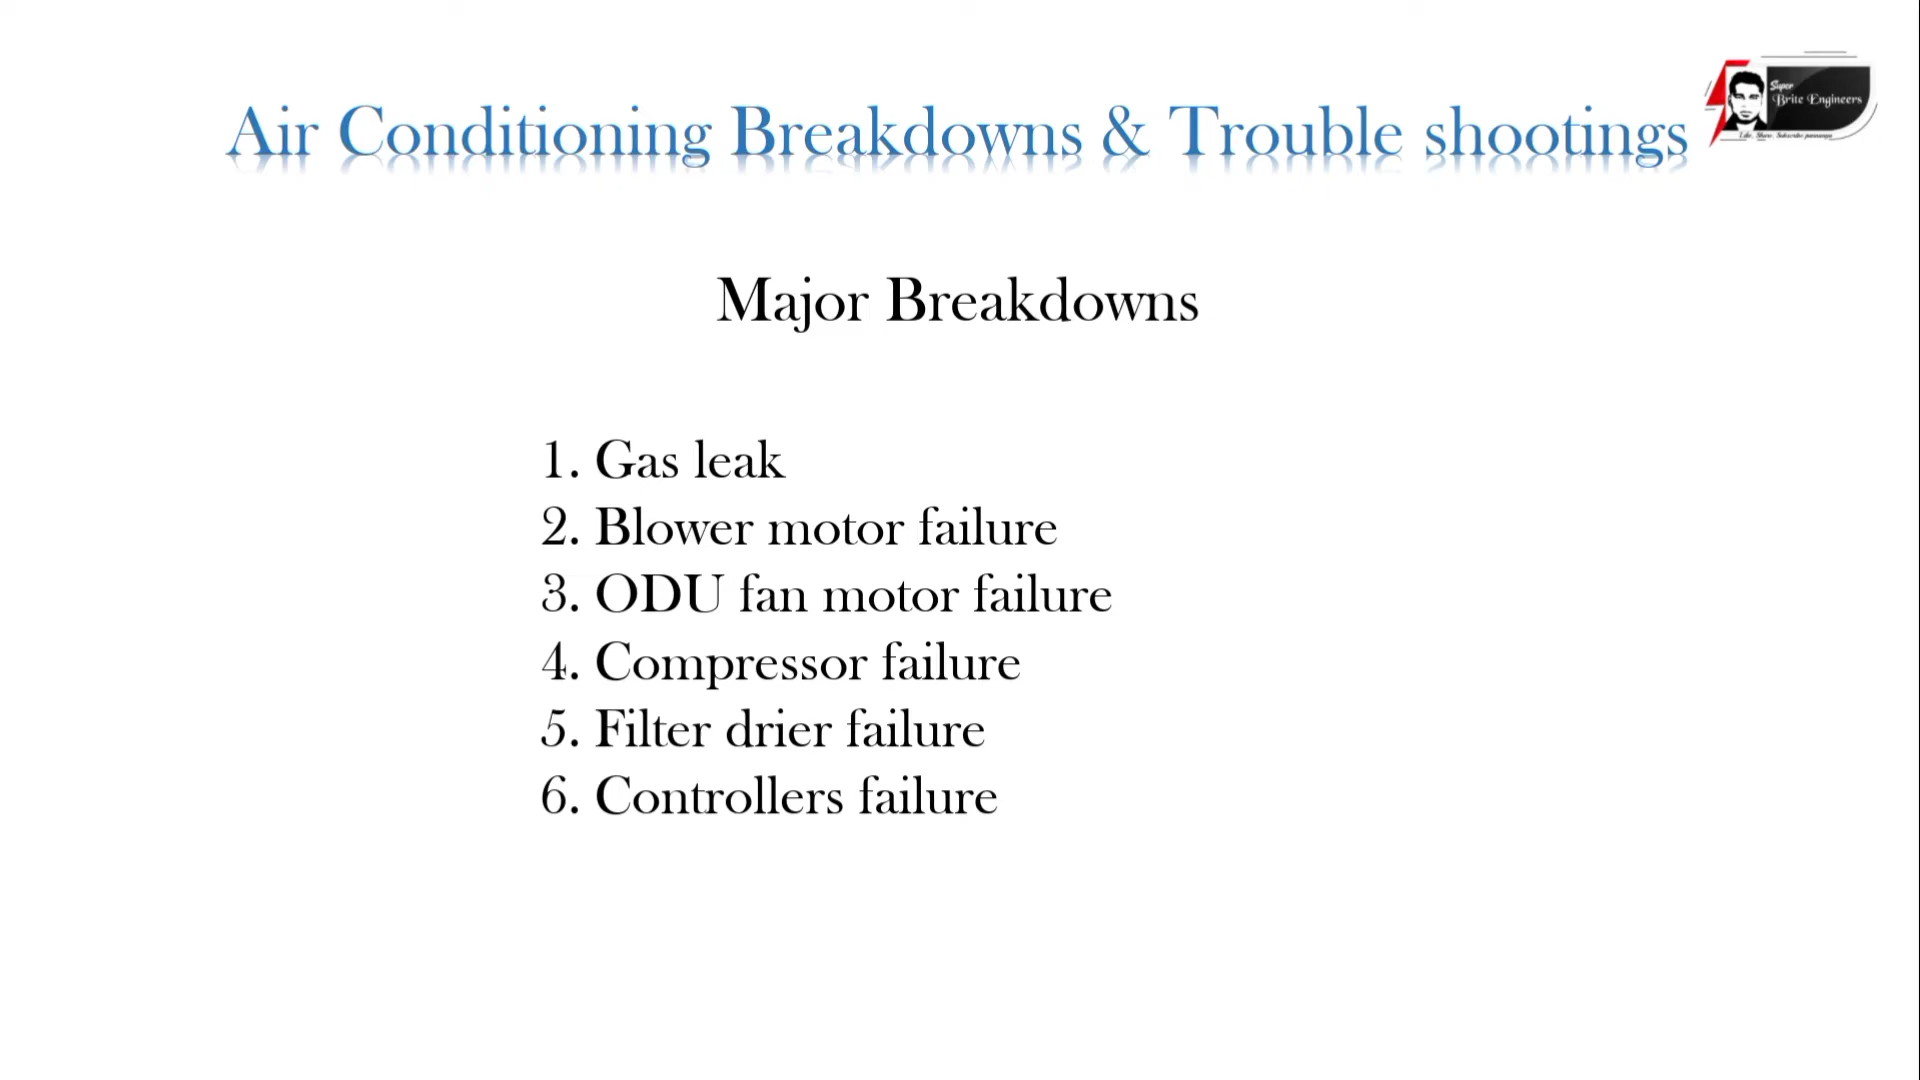 Air Conditioning Breakdowns & Trouble shootings
Super
Brite Engineers
Major Breakdowns
1. Gas leak
2. Blower motor failure
3. ODU fan motor failure
4. Compressor failure
5. Filter drier failure
6. Controllers failure